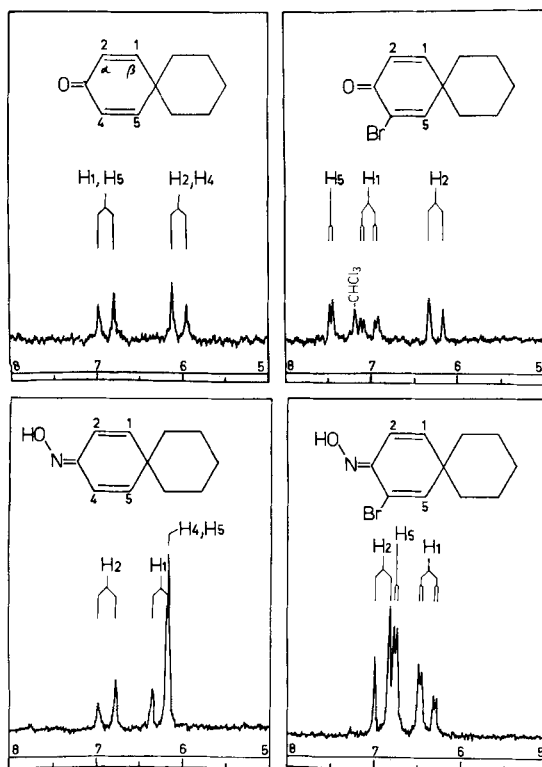 2 1
α β
O
4 5
H1, H5 H2, H4
8 7 6 5
2 1
O
Br 5
H5 H1 H2
CHCl3
8 7 6 5
HO 2 1
N
4 5
H4, H5
H2 H1
8 7 6 5
HO 2 1
N
Br 5
H5
H2 H1
8 7 6 5